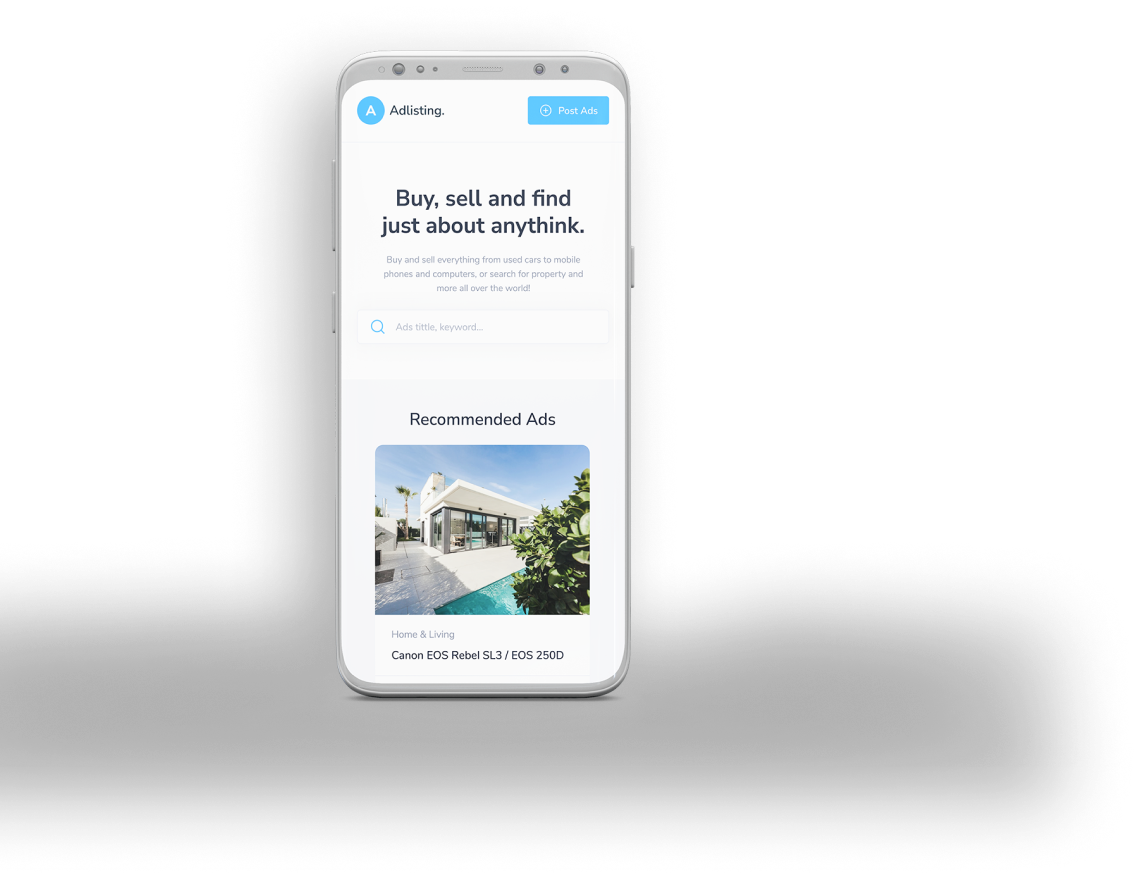 A Adlisting.
Post Ads
Buy, sell and find
just about anythink.
Buy and sell everything from used cars to mobile
phones and computers, or search for property and
more all over the world!
Ads tittle, keyword...
Recommended Ads
Home & Living
Canon EOS Rebel SL3 / EOS 250D